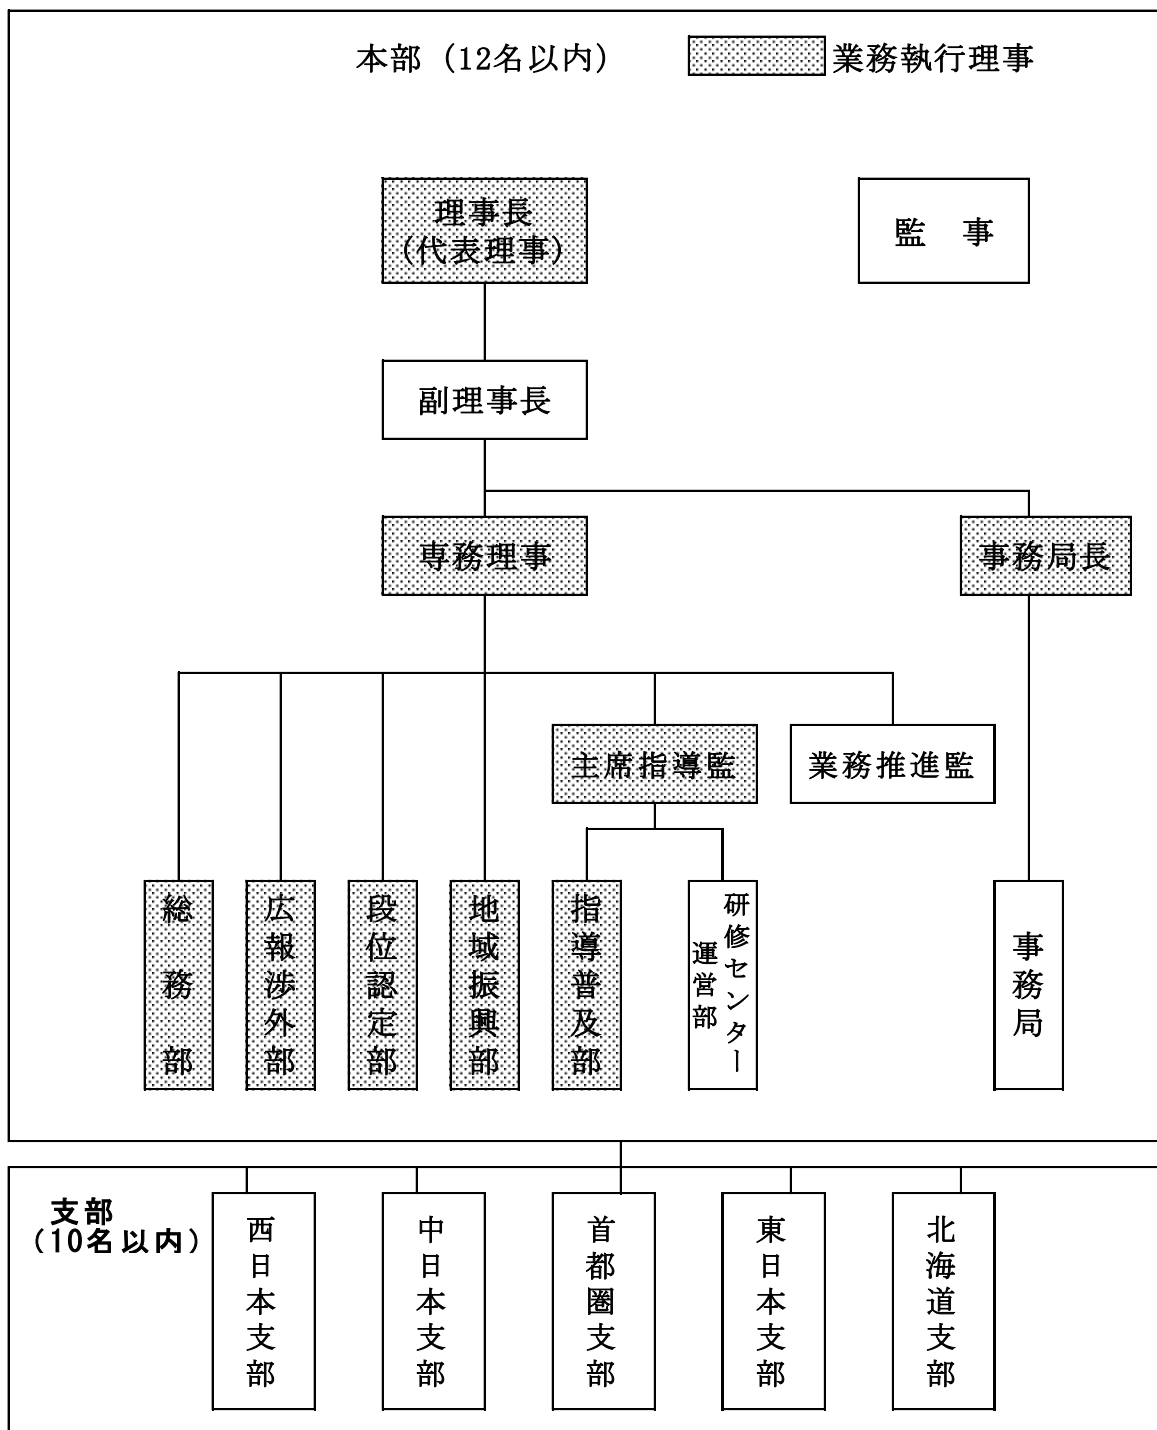 本部（12名以内）
業務執行理事
理事長
(代表理事)
監　事
副理事長
専務理事
事務局長
主席指導監
業務推進監
総務部
広報渉外部
段位認定部
地域振興部
指導普及部
研修センター
運営部
事務局
支部
(10名以内)
西日本支部
中日本支部
首都圏支部
東日本支部
北海道支部